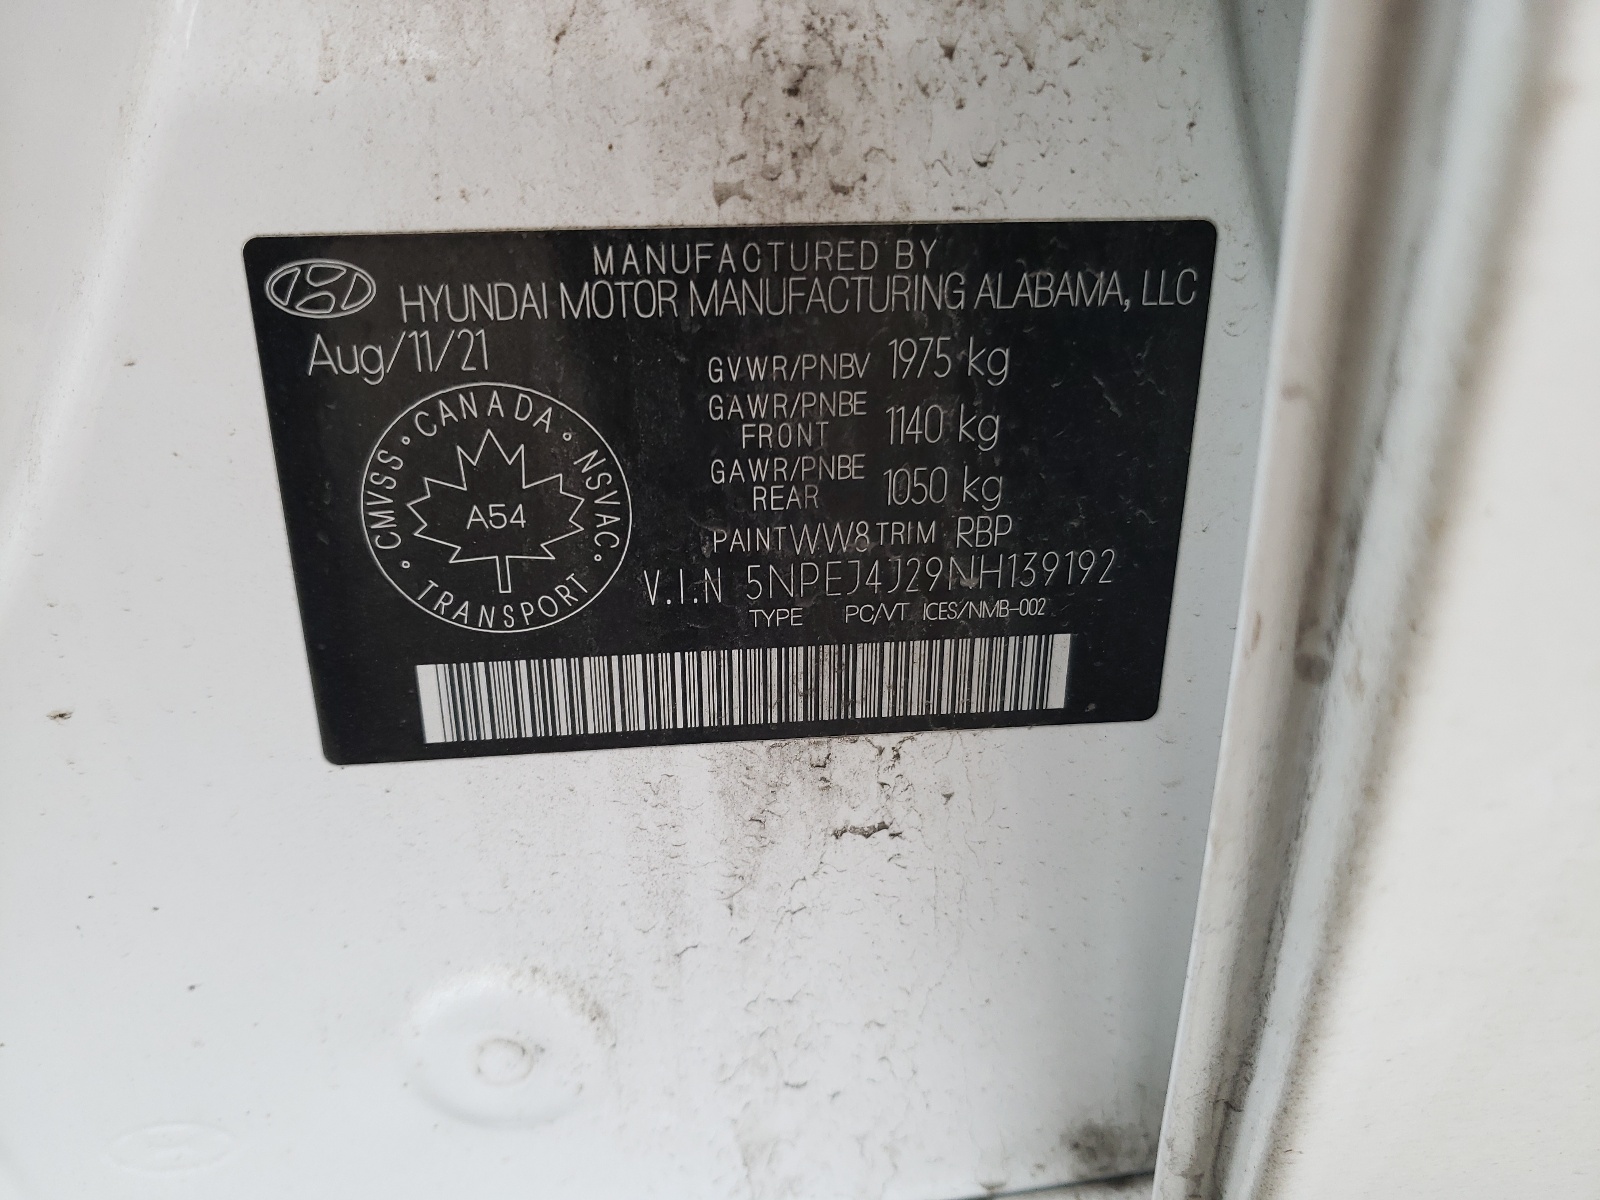 MANUFACTURED BY
HYUNDAI MOTOR MANUFACTURING ALABAMA, LLC
Aug/11/21
GVWR/PNBV 1975 kg
GAWR/PNBE FRONT 1140 kg
GAWR/PNBE REAR 1050 kg
PAINT WW8 TRIM RBP
V.I.N 5NPEJ4J29NH139192
TYPE PC/VT ICES/NMB-002
CMVSS · CANADA · NSVAC · TRANSPORT
A54